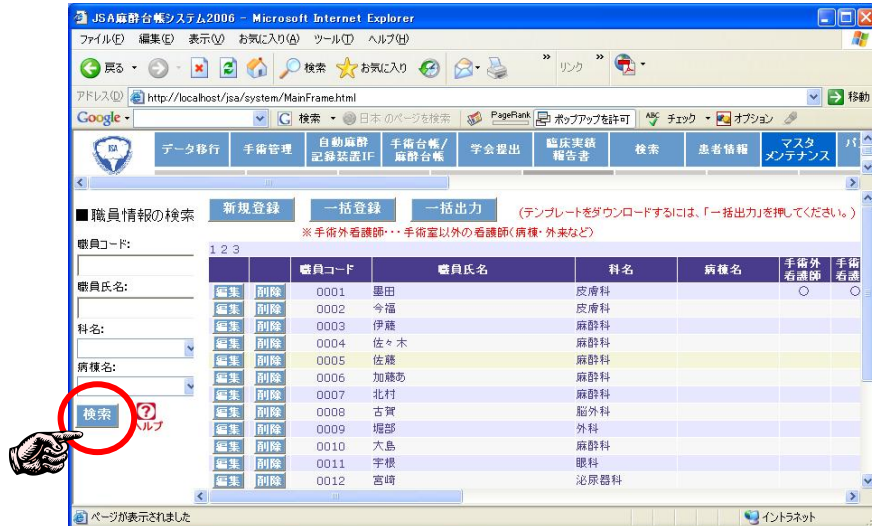 JSA麻酔台帳システム2006 - Microsoft Internet Explorer
ファイル(F) 編集(E) 表示(V) お気に入り(A) ツール(T) ヘルプ(H)
戻る 検索 お気に入り » リンク »
アドレス(D) http://localhost/jsa/system/MainFrame.html 移動
Google 検索 日本のページを検索 PageRank ポップアップを許可 ABC チェック オプション
JSA データ移行 手術管理 自動麻酔記録装置IF 手術台帳/麻酔台帳 学会提出 臨床実績報告書 検索 患者情報 マスタメンテナンス
■職員情報の検索 新規登録 一括登録 一括出力 (テンプレートをダウンロードするには、「一括出力」を押してください。)
※手術外看護師・・・手術室以外の看護師(病棟・外来など)
職員コード:
職員氏名:
科名:
病棟名:
検索 ? ヘルプ
1 2 3
職員コード 職員氏名 科名 病棟名 手術外看護師 手術看護
編集 削除 0001 墨田 皮膚科 ○ ○
編集 削除 0002 今福 皮膚科
編集 削除 0003 伊藤 麻酔科
編集 削除 0004 佐々木 麻酔科
編集 削除 0005 佐藤 麻酔科
編集 削除 0006 加藤あ 麻酔科
編集 削除 0007 北村 麻酔科
編集 削除 0008 古賀 脳外科
編集 削除 0009 堀部 外科
編集 削除 0010 大島 麻酔科
編集 削除 0011 宇根 眼科
編集 削除 0012 宮崎 泌尿器科
ページが表示されました イントラネット